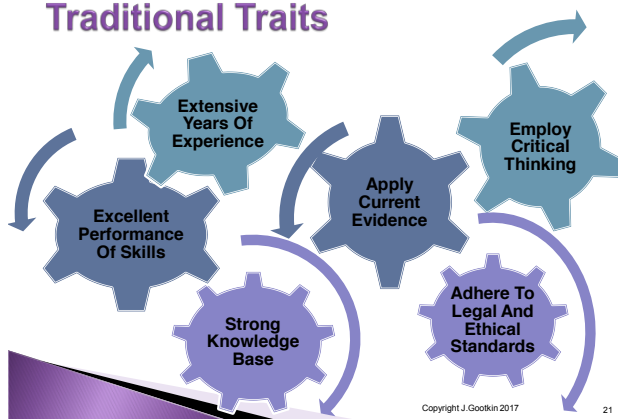 Traditional Traits
Extensive
Years Of
Experience
Excellent
Performance
Of Skills
Strong
Knowledge
Base
Apply
Current
Evidence
Employ
Critical
Thinking
Adhere To
Legal And
Ethical
Standards
Copyright J.Gootkin 2017
21